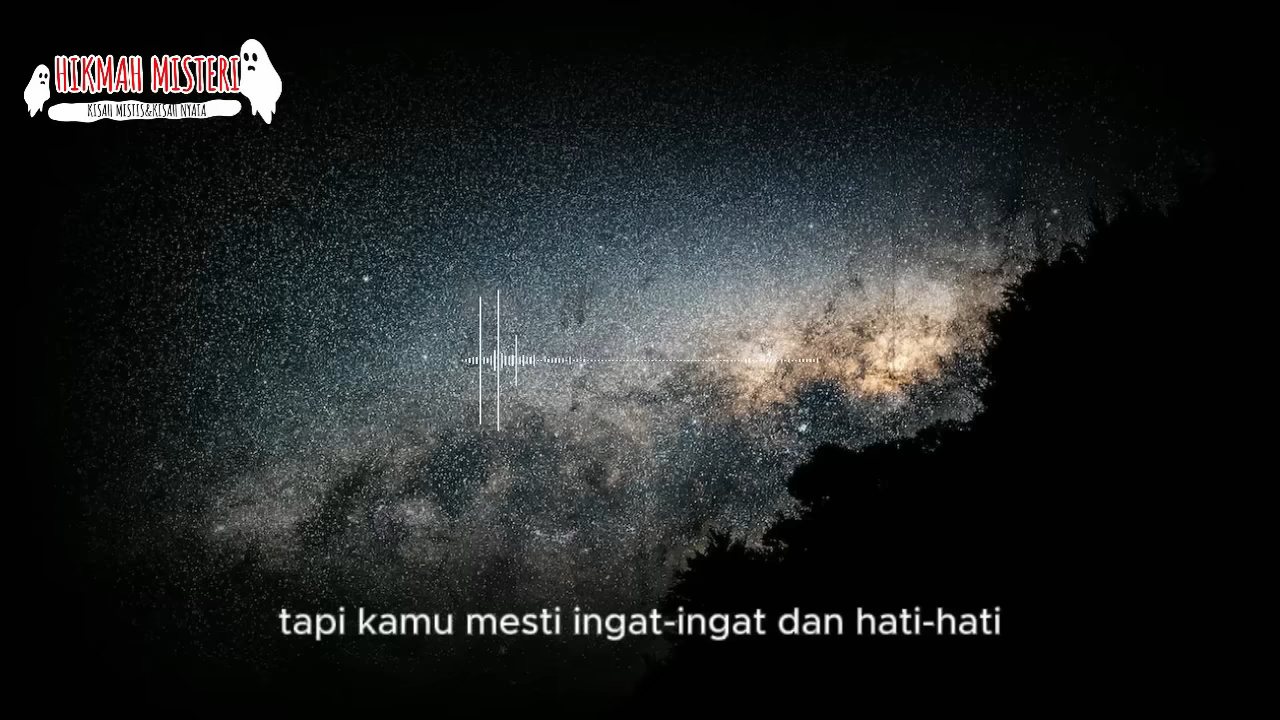 HIKMAH MISTERI
KISAH MISTIS&KISAH NYATA
tapi kamu mesti ingat-ingat dan hati-hati